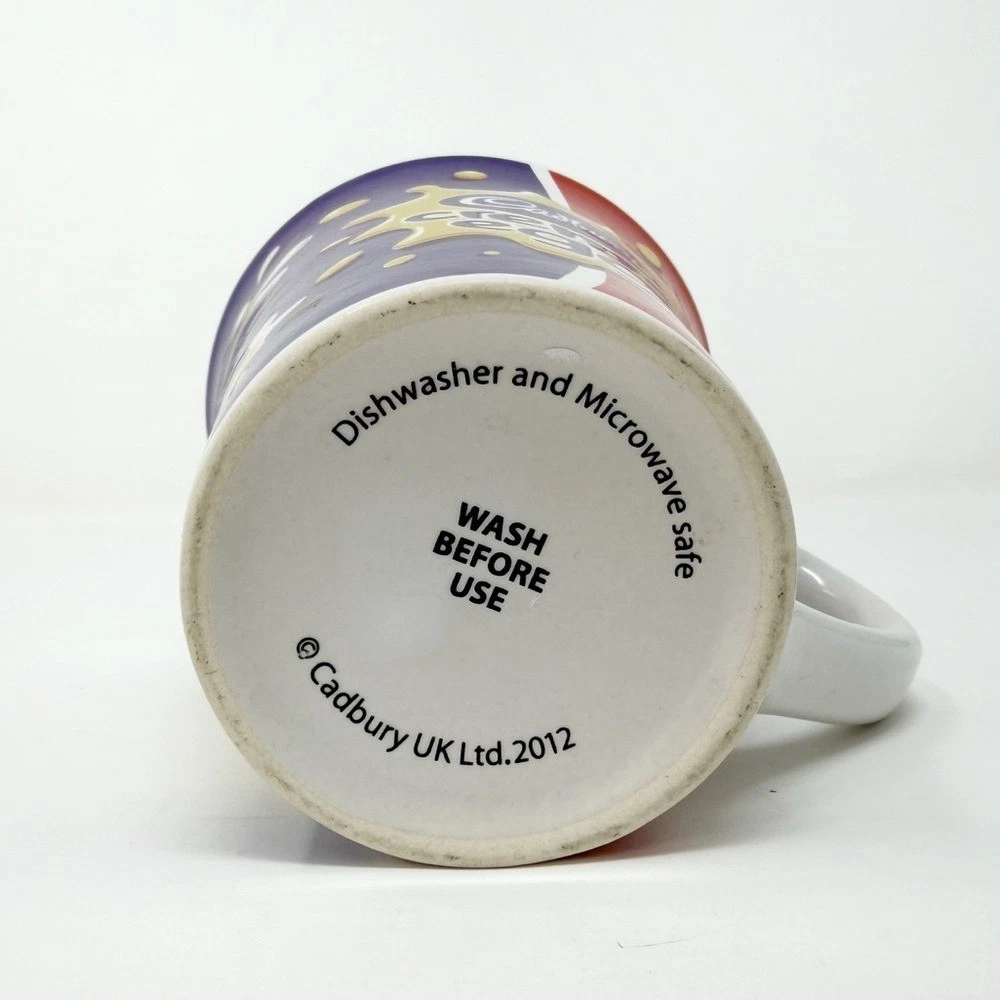 Dishwasher and Microwave safe
WASH
BEFORE
USE
© Cadbury UK Ltd.2012